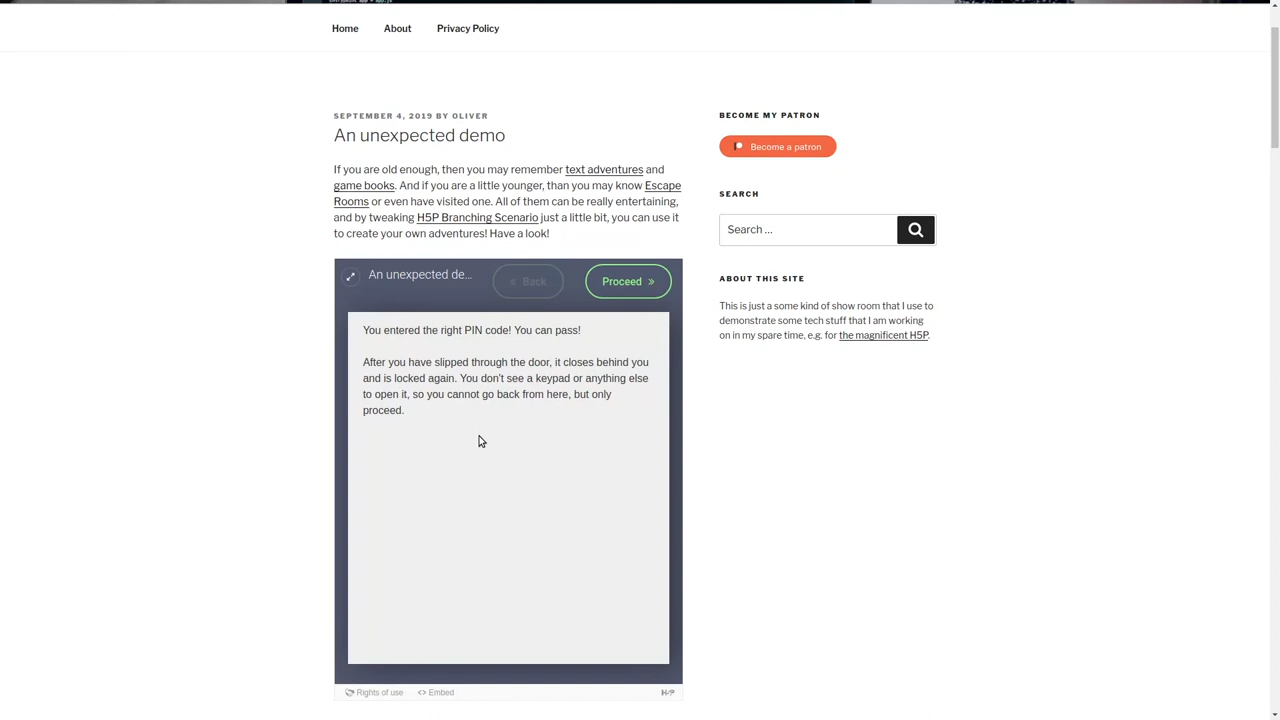 Home About Privacy Policy
SEPTEMBER 4, 2019 BY OLIVER
An unexpected demo
If you are old enough, then you may remember text adventures and
game books. And if you are a little younger, than you may know Escape
Rooms or even have visited one. All of them can be really entertaining,
and by tweaking H5P Branching Scenario just a little bit, you can use it
to create your own adventures! Have a look!
An unexpected de...
« Back
Proceed »
You entered the right PIN code! You can pass!
After you have slipped through the door, it closes behind you
and is locked again. You don't see a keypad or anything else
to open it, so you cannot go back from here, but only
proceed.
Rights of use <> Embed
H5P
BECOME MY PATRON
Become a patron
SEARCH
Search …
ABOUT THIS SITE
This is just a some kind of show room that I use to
demonstrate some tech stuff that I am working
on in my spare time, e.g. for the magnificent H5P.